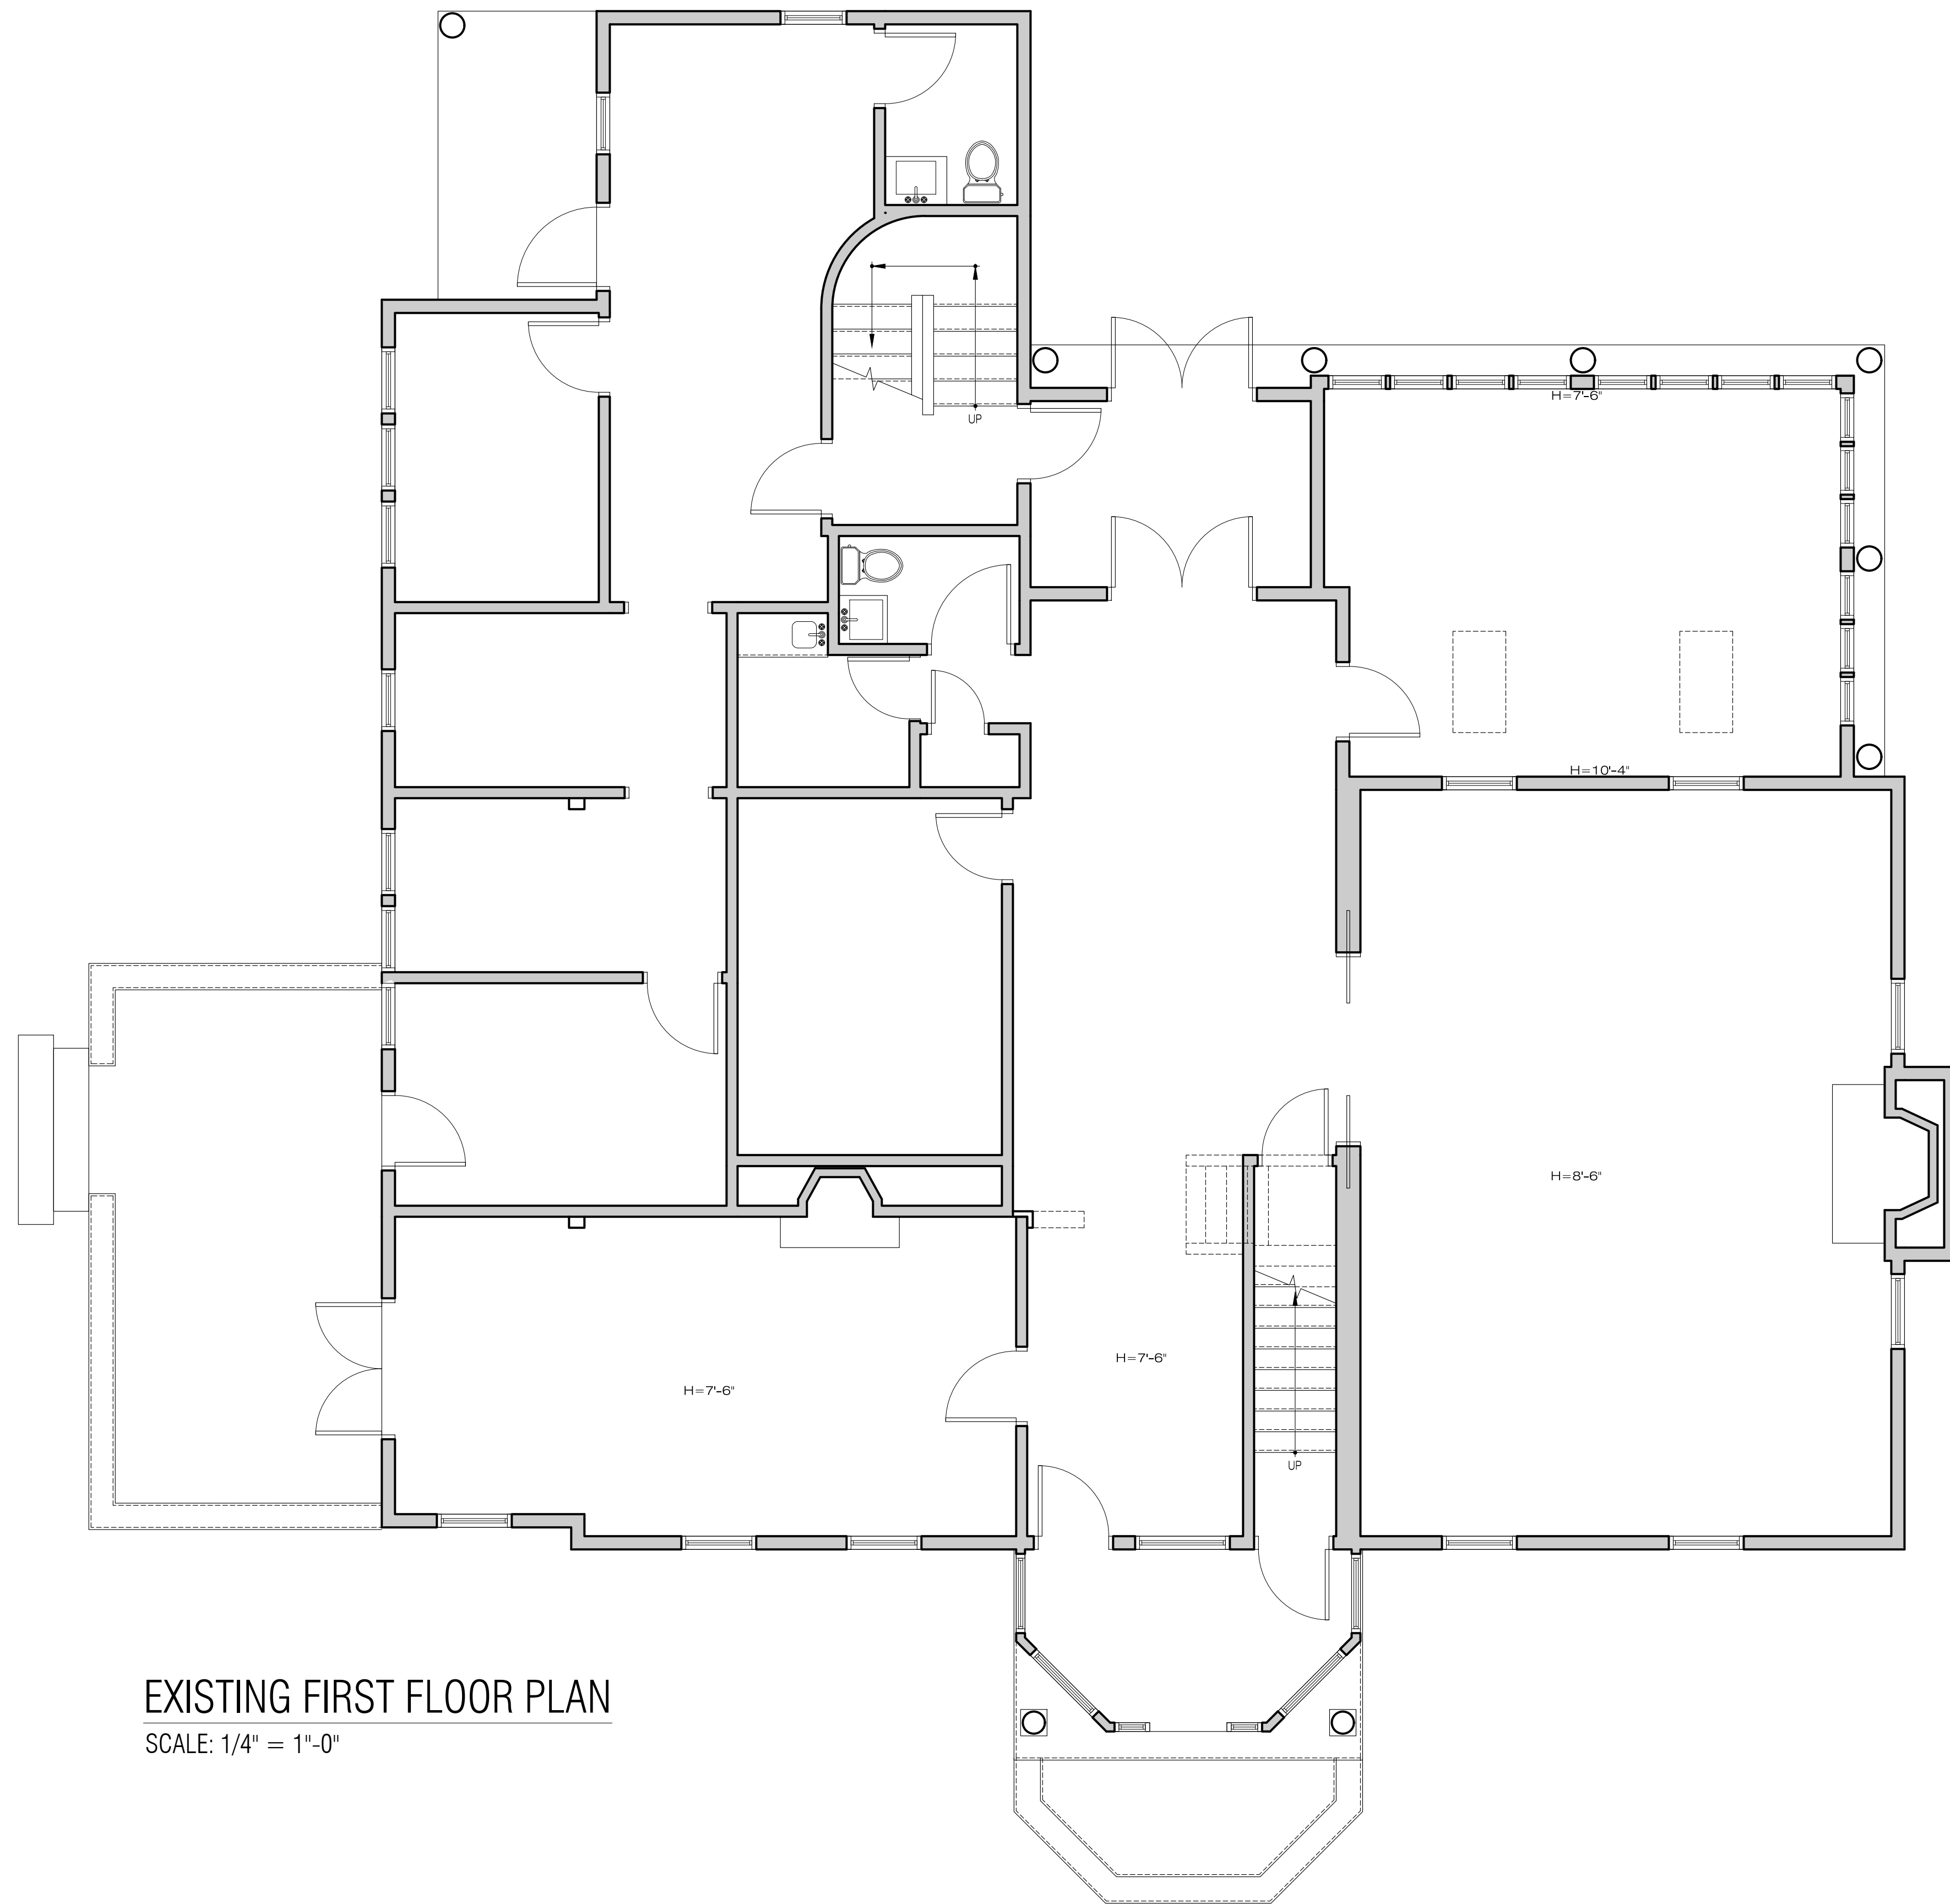 UP
H=7'-6"
H=10'-4"
H=8'-6"
H=7'-6"
H=7'-6"
UP
EXISTING FIRST FLOOR PLAN
SCALE: 1/4" = 1"-0"